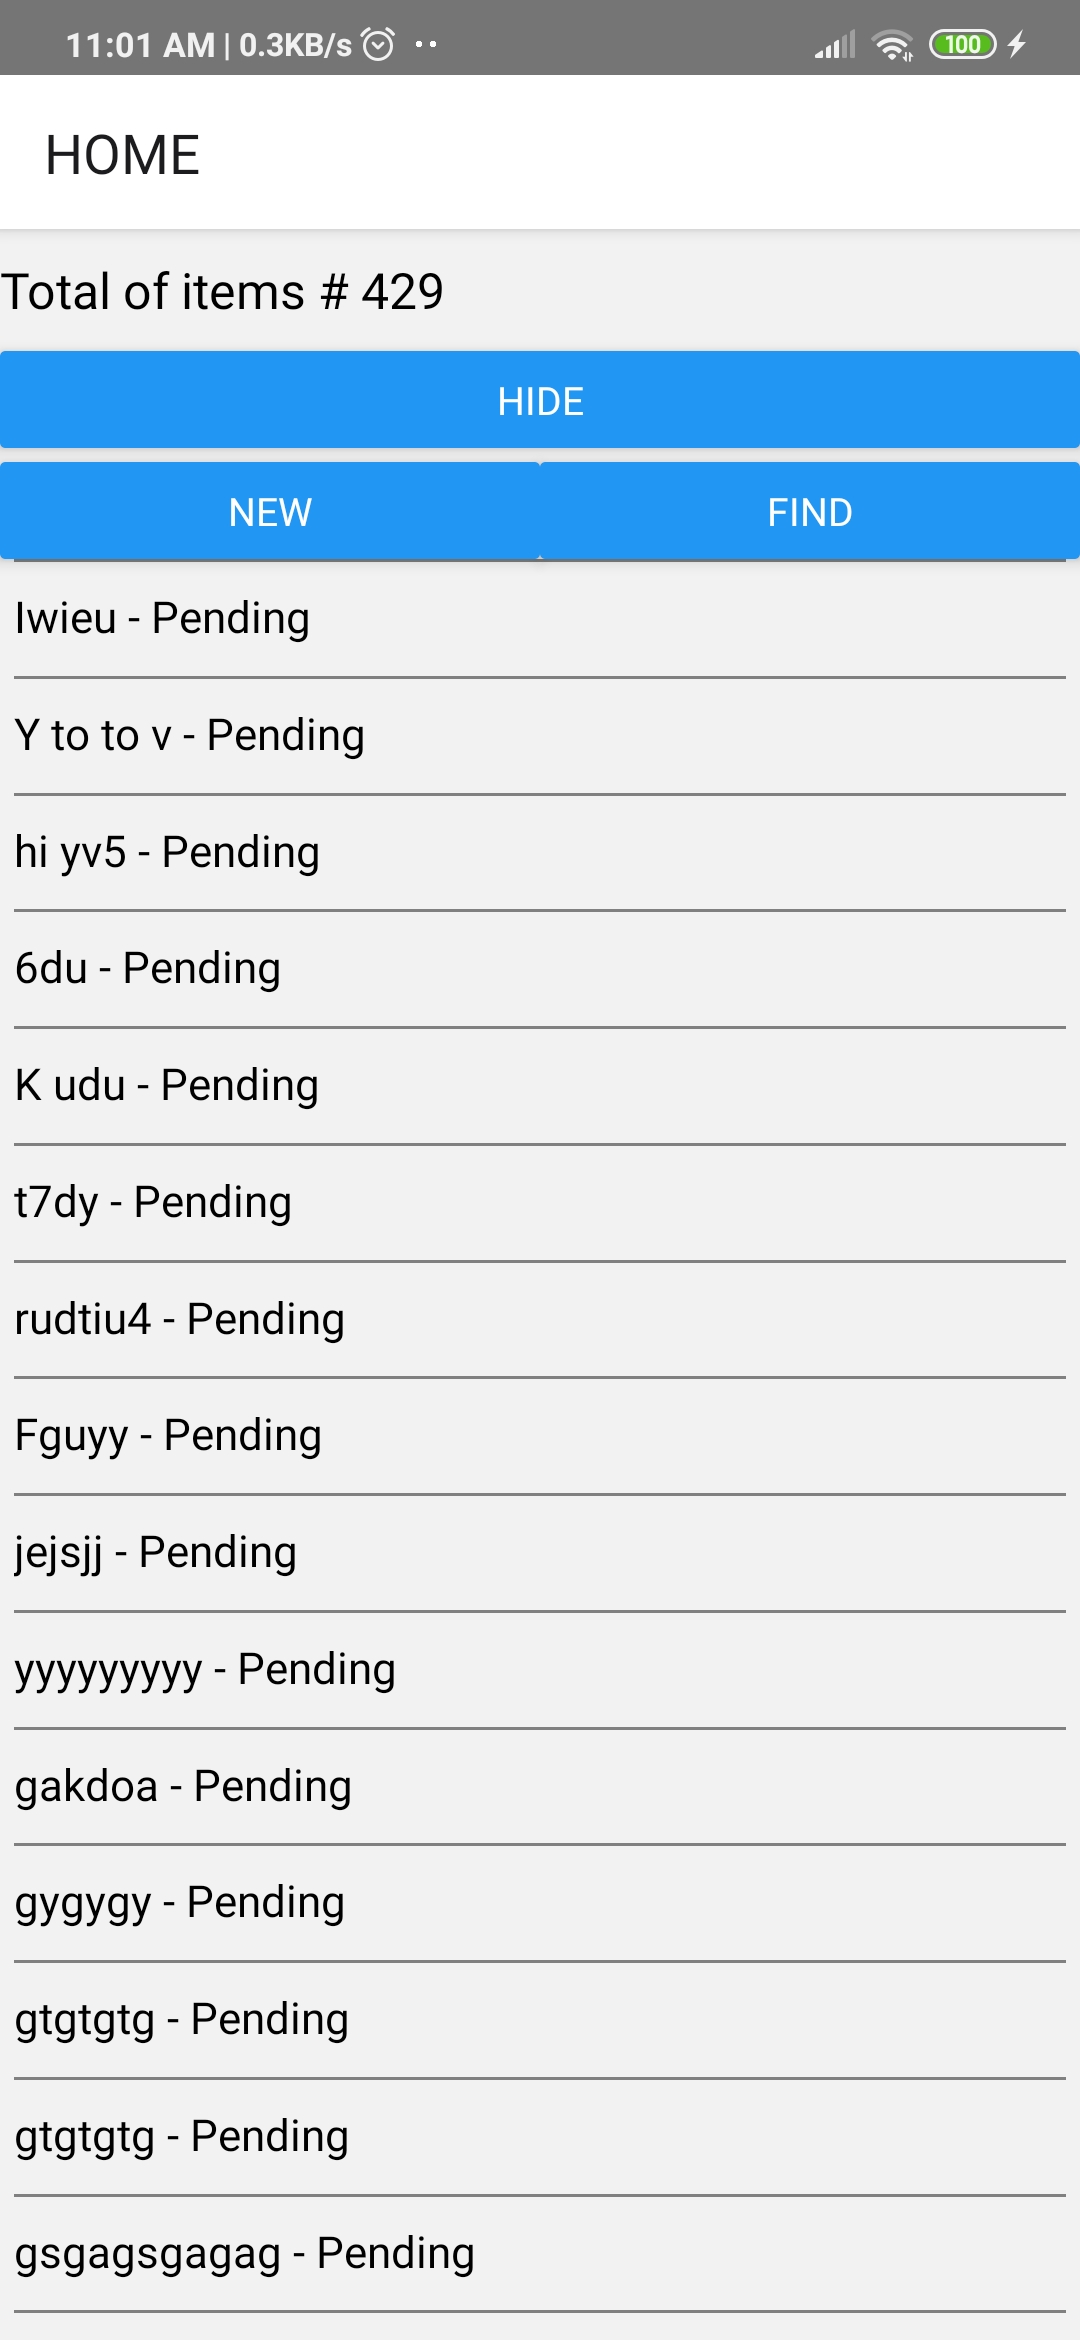 11:01 AM | 0.3KB/s 100
HOME
Total of items # 429
HIDE
NEW FIND
Iwieu - Pending
Y to to v - Pending
hi yv5 - Pending
6du - Pending
K udu - Pending
t7dy - Pending
rudtiu4 - Pending
Fguyy - Pending
jejsjj - Pending
yyyyyyyyy - Pending
gakdoa - Pending
gygygy - Pending
gtgtgtg - Pending
gtgtgtg - Pending
gsgagsgagag - Pending